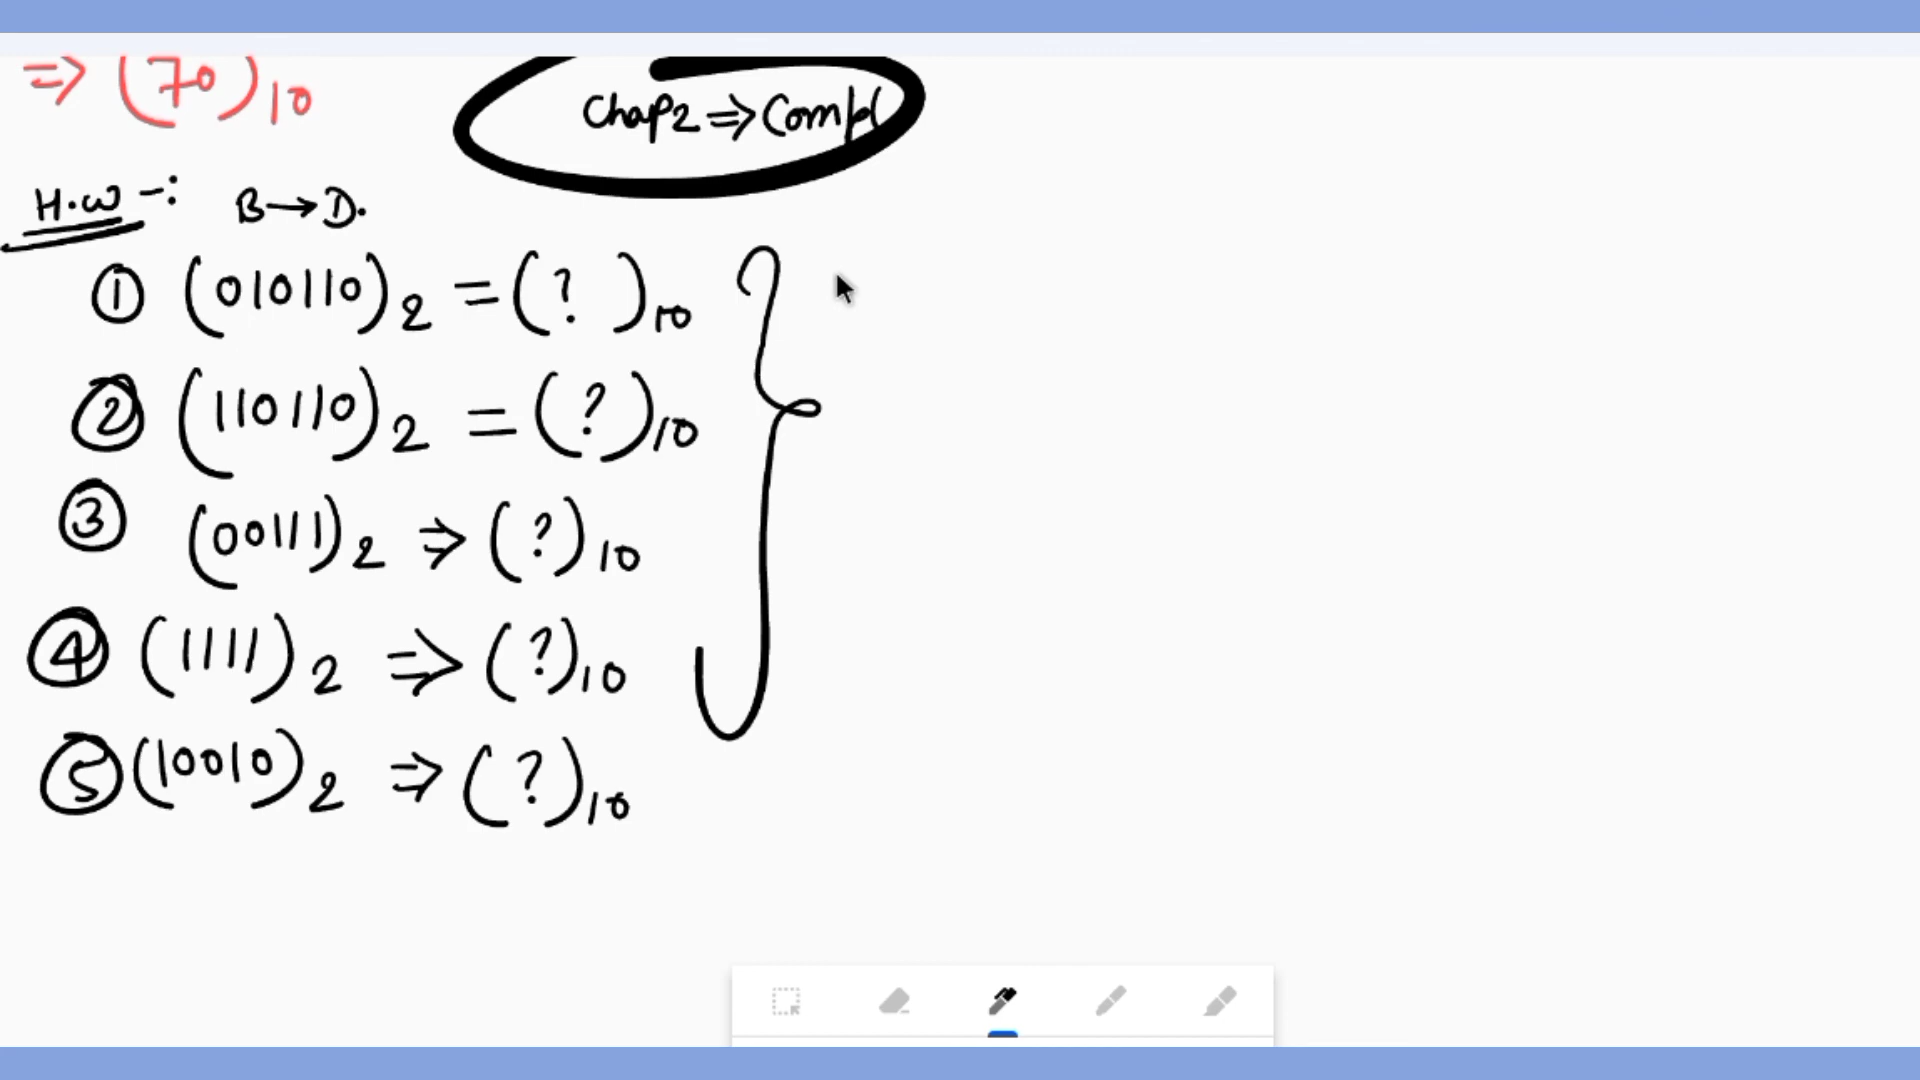 ⇒ (70)10
Chap2 ⇒ Compl
H.W -: B→D.
① (010110)2 = (? )10
② (110110)2 = (?)10
③ (00111)2 ⇒ (?)10
④ (1111)2 ⇒ (?)10
⑤ (10010)2 ⇒ (?)10